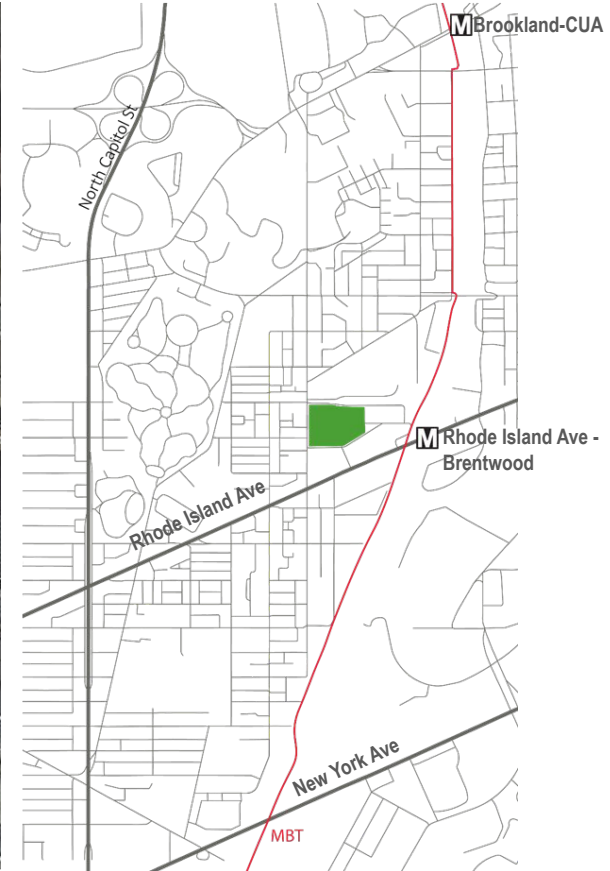 M Brookland-CUA
North Capitol St
M Rhode Island Ave -
Brentwood
Rhode Island Ave
New York Ave
MBT